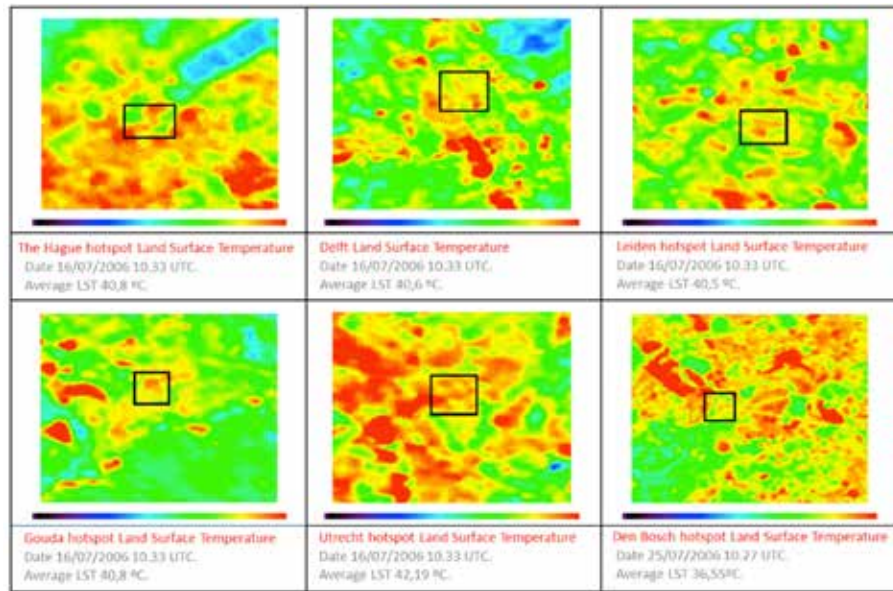 The Hague hotspot Land Surface Temperature
Date 16/07/2006 10.33 UTC.
Average LST 40,8 ºC.
Delft Land Surface Temperature
Date 16/07/2006 10.33 UTC.
Average LST 40,6 ºC.
Leiden hotspot Land Surface Temperature
Date 16/07/2006 10.33 UTC.
Average LST 40,5 ºC.
Gouda hotspot Land Surface Temperature
Date 16/07/2006 10.33 UTC.
Average LST 40,8 ºC.
Utrecht hotspot Land Surface Temperature
Date 16/07/2006 10.33 UTC.
Average LST 42,19 ºC.
Den Bosch hotspot Land Surface Temperature
Date 25/07/2006 10.27 UTC
Average LST 36,55ºC.